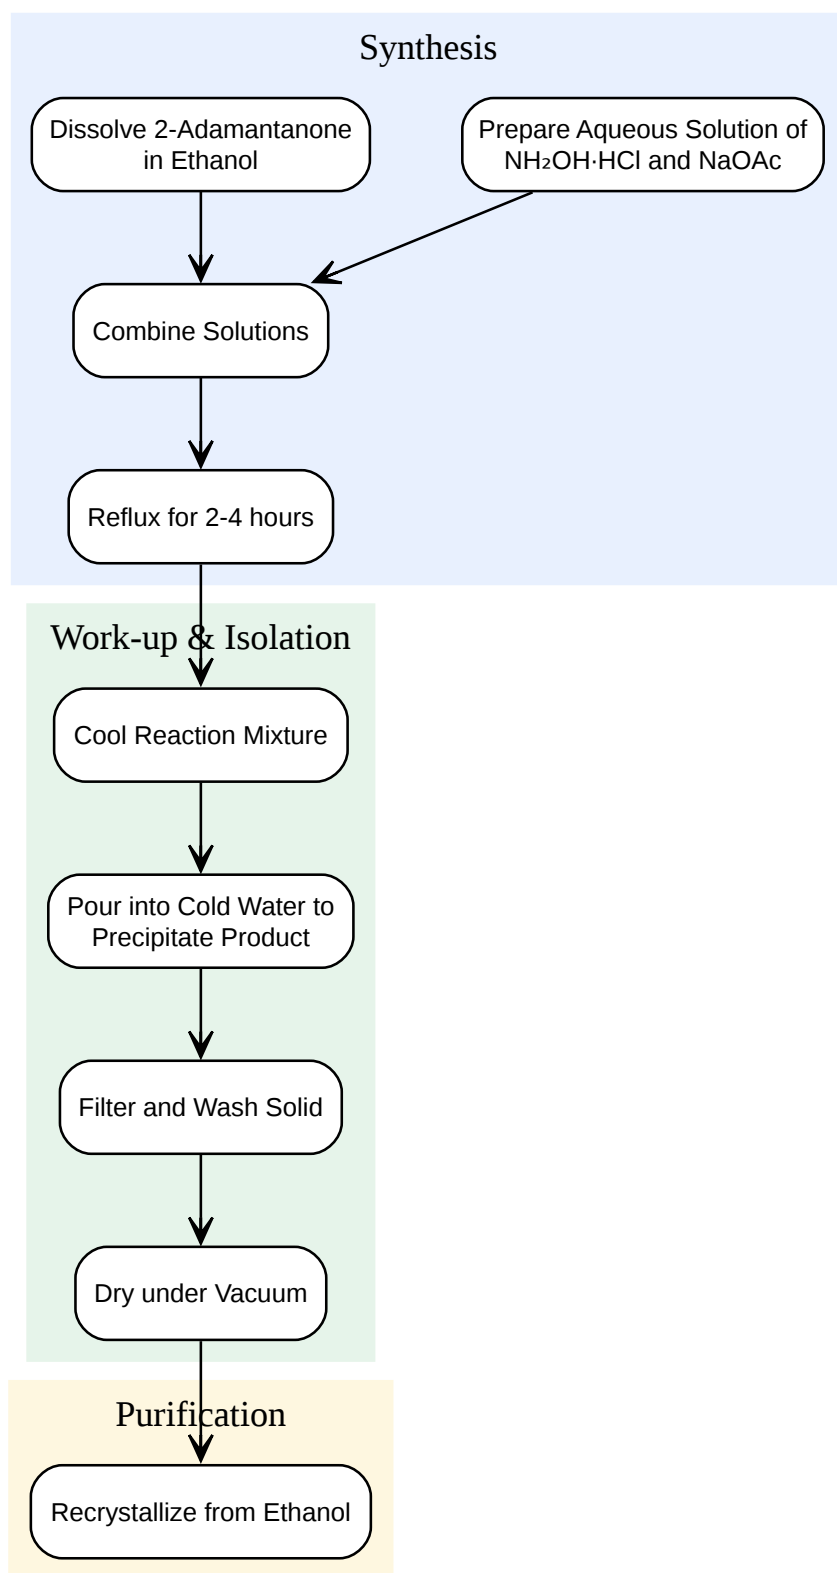 Synthesis
Dissolve 2-Adamantanone
in Ethanol
Prepare Aqueous Solution of
NH₂OH·HCl and NaOAc
Combine Solutions
Reflux for 2-4 hours
Work-up & Isolation
Cool Reaction Mixture
Pour into Cold Water to
Precipitate Product
Filter and Wash Solid
Dry under Vacuum
Purification
Recrystallize from Ethanol